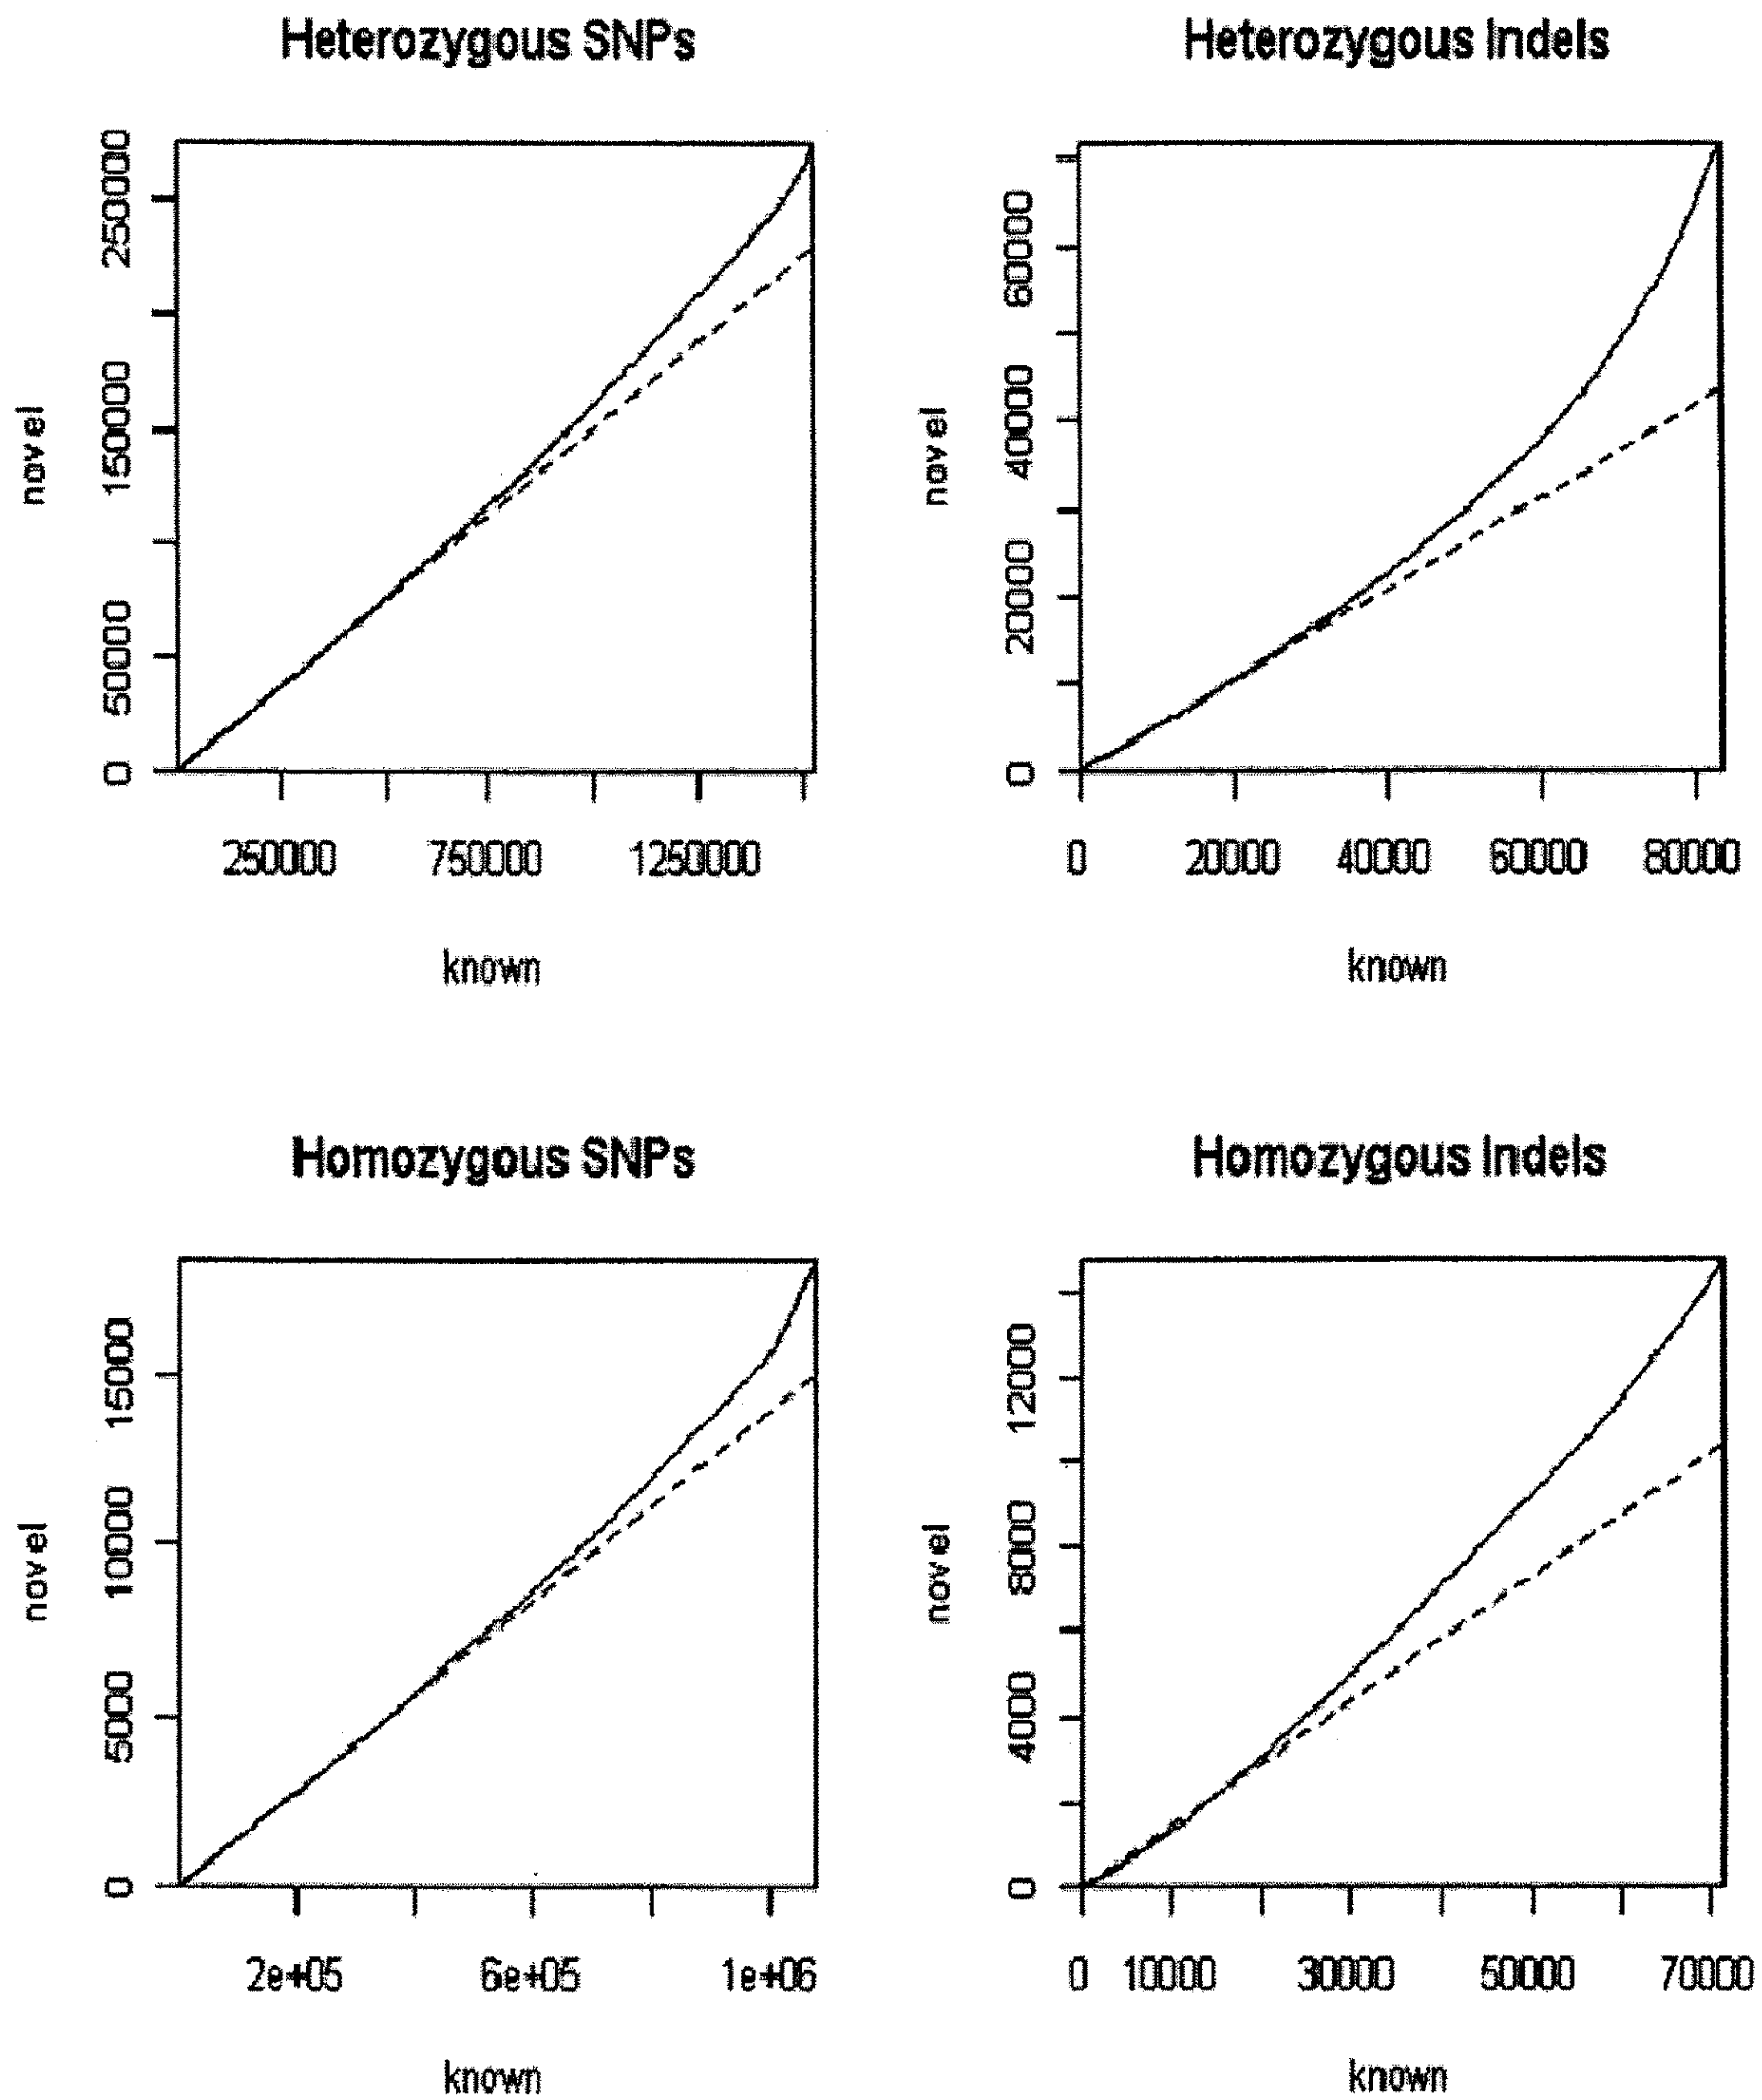 Heterozygous SNPs
novel
250000
150000
50000
0
250000 750000 1250000
known
Heterozygous Indels
novel
60000
40000
20000
0
0 20000 40000 60000 80000
known
Homozygous SNPs
novel
15000
10000
5000
0
2e+05 6e+05 1e+06
known
Homozygous Indels
novel
12000
8000
4000
0
0 10000 30000 50000 70000
known